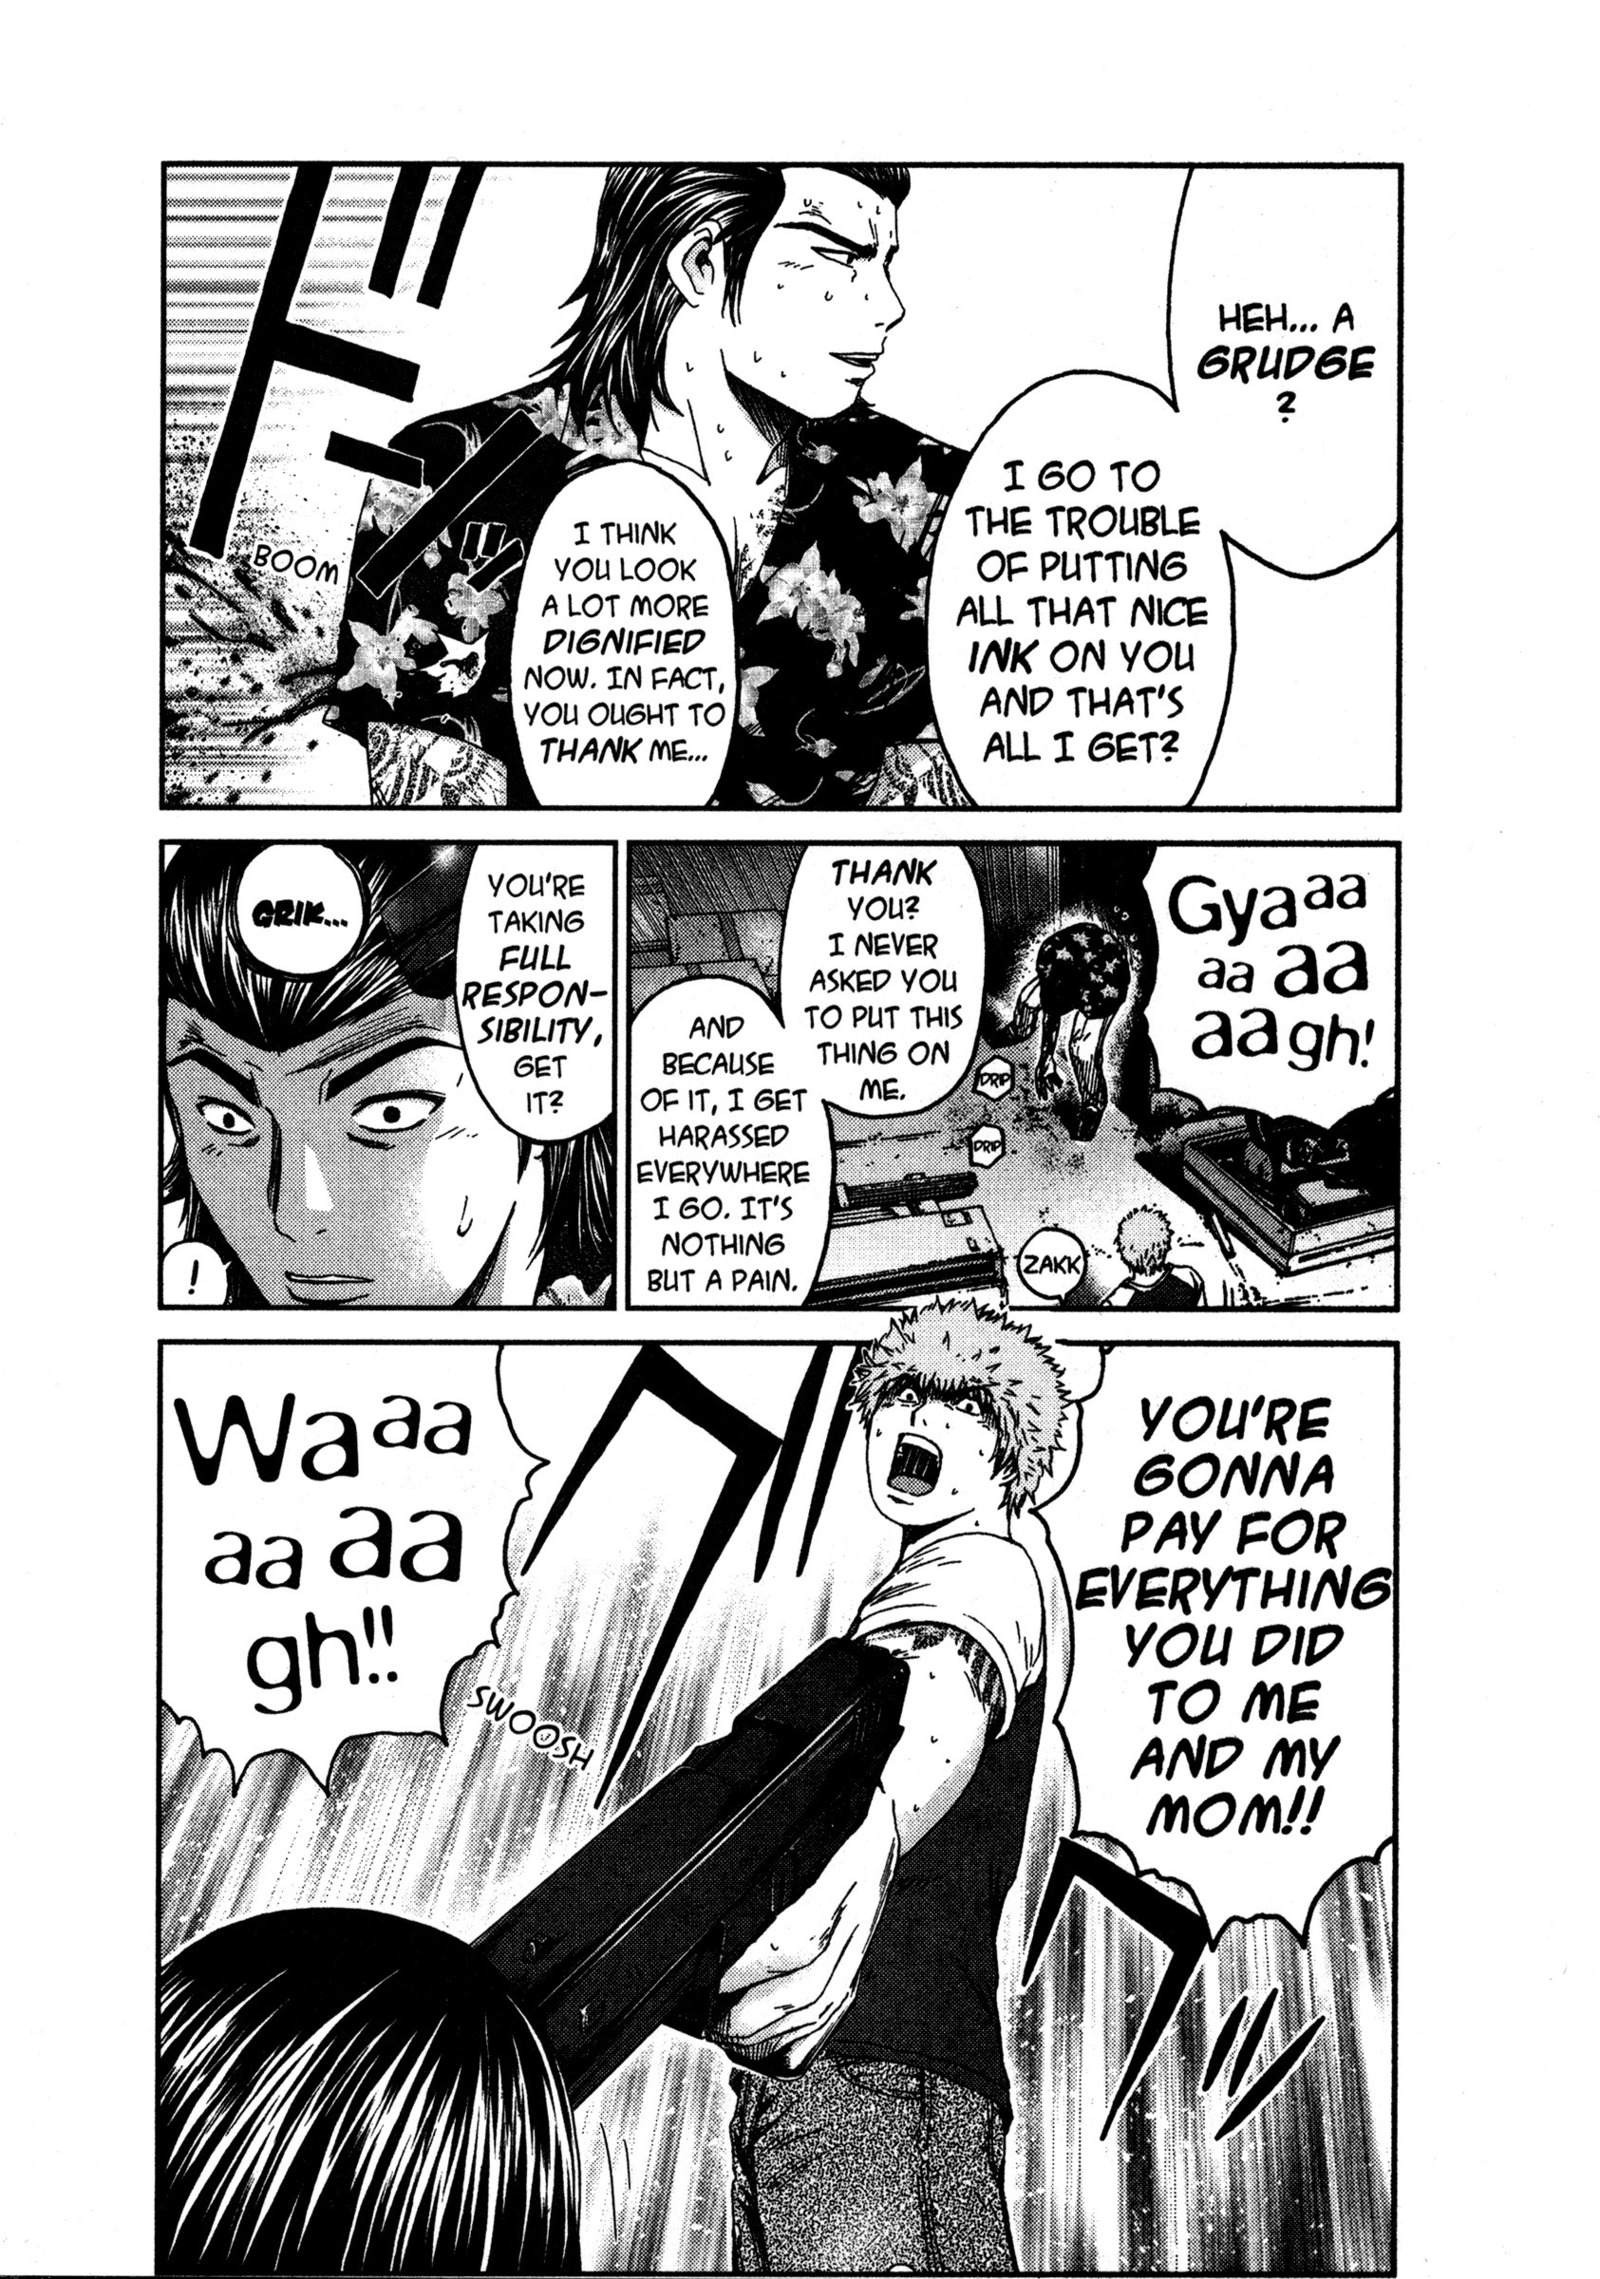 HEH... A
GRUDGE
?
I GO TO
THE TROUBLE
OF PUTTING
ALL THAT NICE
INK ON YOU
AND THAT'S
ALL I GET?
I THINK
YOU LOOK
A LOT MORE
DIGNIFIED
NOW. IN FACT,
YOU OUGHT TO
THANK ME...
ド
ドン
BOOM
Gyaaa
aa aa
aa gh!
THANK
YOU?
I NEVER
ASKED YOU
TO PUT THIS
THING ON
ME.
AND
BECAUSE
OF IT, I GET
HARASSED
EVERYWHERE
I GO. IT'S
NOTHING
BUT A PAIN.
DRIP
DRIP
ZAKK
YOU'RE
TAKING
FULL
RESPON-
SIBILITY,
GET
IT?
GRIK...
!
YOU'RE
GONNA
PAY FOR
EVERYTHING
YOU DID
TO ME
AND MY
MOM!!
Waaa
aa aa
gh!!
ブ
SWOOSH